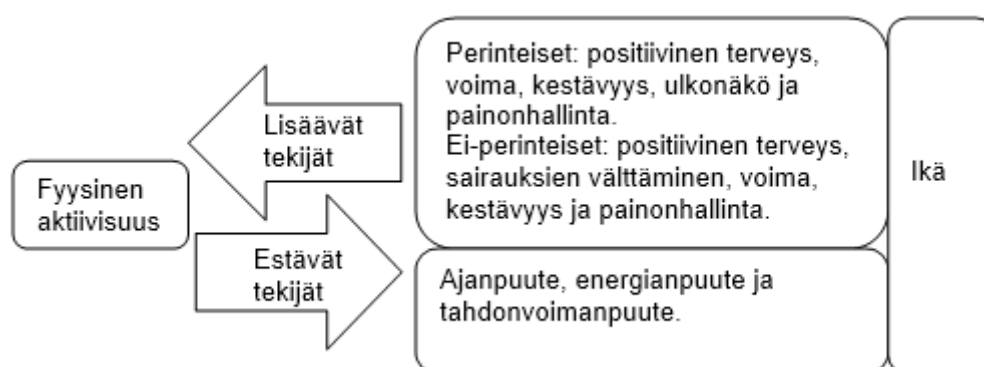 Perinteiset: positiivinen terveys,
voima, kestävyys, ulkonäkö ja
painonhallinta.
Ei-perinteiset: positiivinen terveys,
sairauksien välttäminen, voima,
kestävyys ja painonhallinta.
Lisäävät
tekijät
Ikä
Fyysinen
aktiivisuus
Estävät
tekijät
Ajanpuute, energianpuute ja
tahdonvoimanpuute.